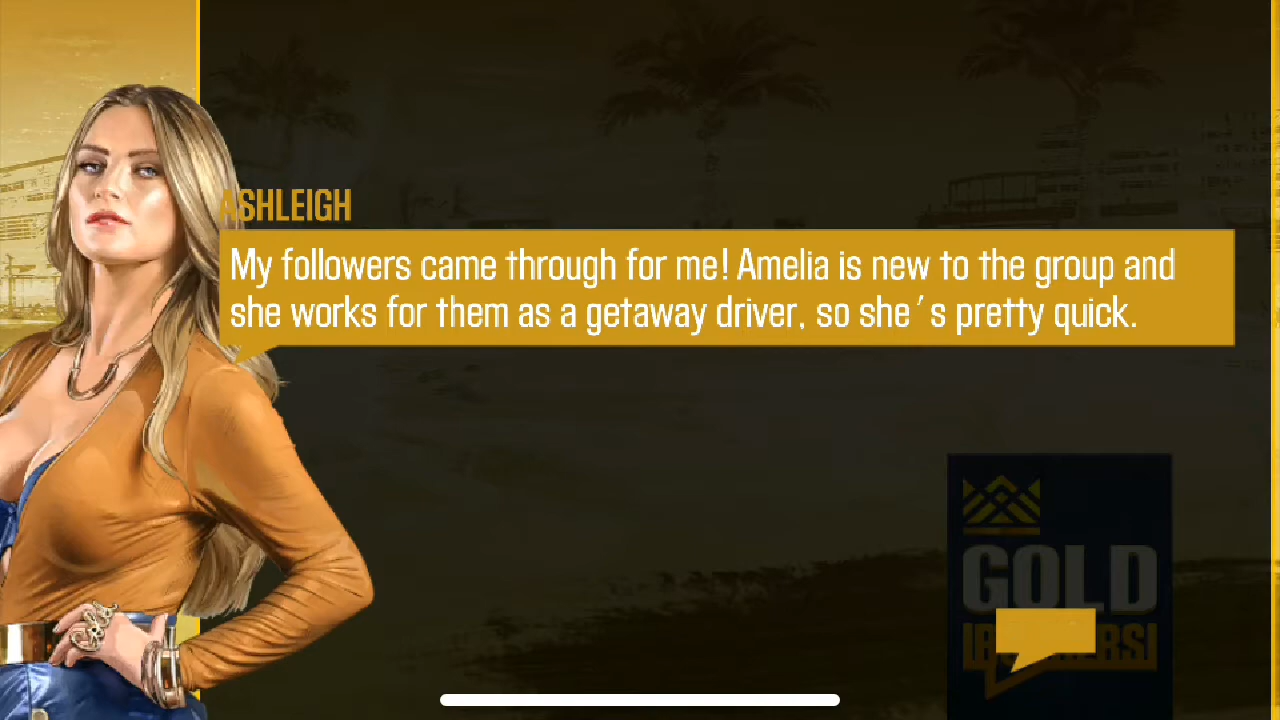 ASHLEIGH
My followers came through for me! Amelia is new to the group and
she works for them as a getaway driver, so she's pretty quick.
GOLD